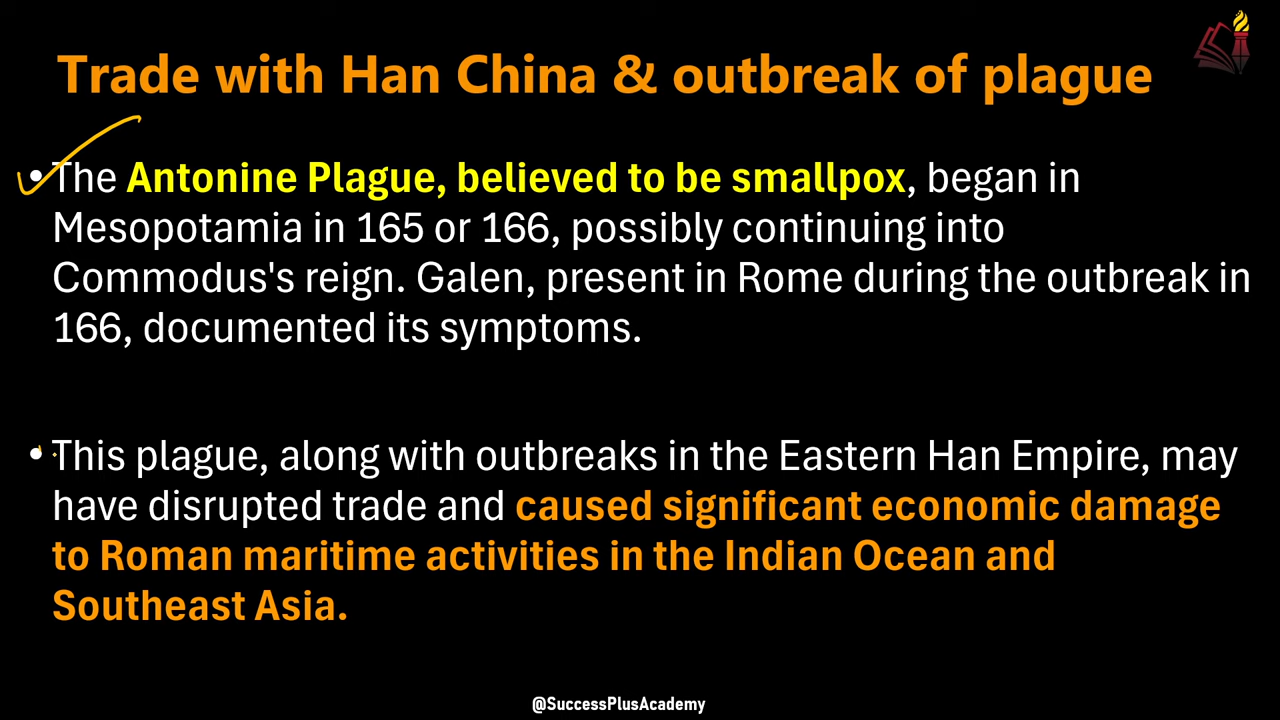 Trade with Han China & outbreak of plague
• The Antonine Plague, believed to be smallpox, began in
Mesopotamia in 165 or 166, possibly continuing into
Commodus's reign. Galen, present in Rome during the outbreak in
166, documented its symptoms.
• This plague, along with outbreaks in the Eastern Han Empire, may
have disrupted trade and caused significant economic damage
to Roman maritime activities in the Indian Ocean and
Southeast Asia.
@SuccessPlusAcademy